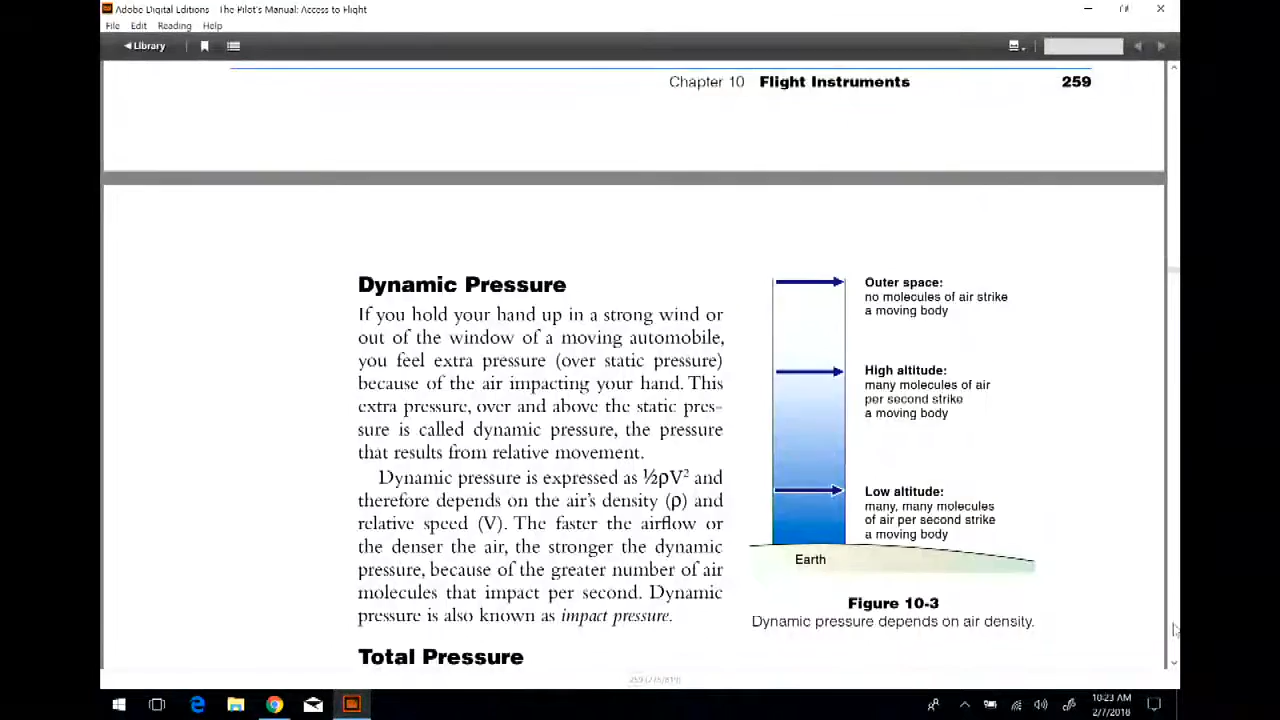 Adobe Digital Editions - The Pilot's Manual: Access to Flight
File Edit Reading Help
Library
Chapter 10 Flight Instruments 259
Dynamic Pressure
If you hold your hand up in a strong wind or
out of the window of a moving automobile,
you feel extra pressure (over static pressure)
because of the air impacting your hand. This
extra pressure, over and above the static pres-
sure is called dynamic pressure, the pressure
that results from relative movement.
Dynamic pressure is expressed as ½ρV² and
therefore depends on the air's density (ρ) and
relative speed (V). The faster the airflow or
the denser the air, the stronger the dynamic
pressure, because of the greater number of air
molecules that impact per second. Dynamic
pressure is also known as impact pressure.
Total Pressure
Outer space:
no molecules of air strike
a moving body
High altitude:
many molecules of air
per second strike
a moving body
Low altitude:
many, many molecules
of air per second strike
a moving body
Earth
Figure 10-3
Dynamic pressure depends on air density.
259 (275/819)
10:23 AM
2/7/2018